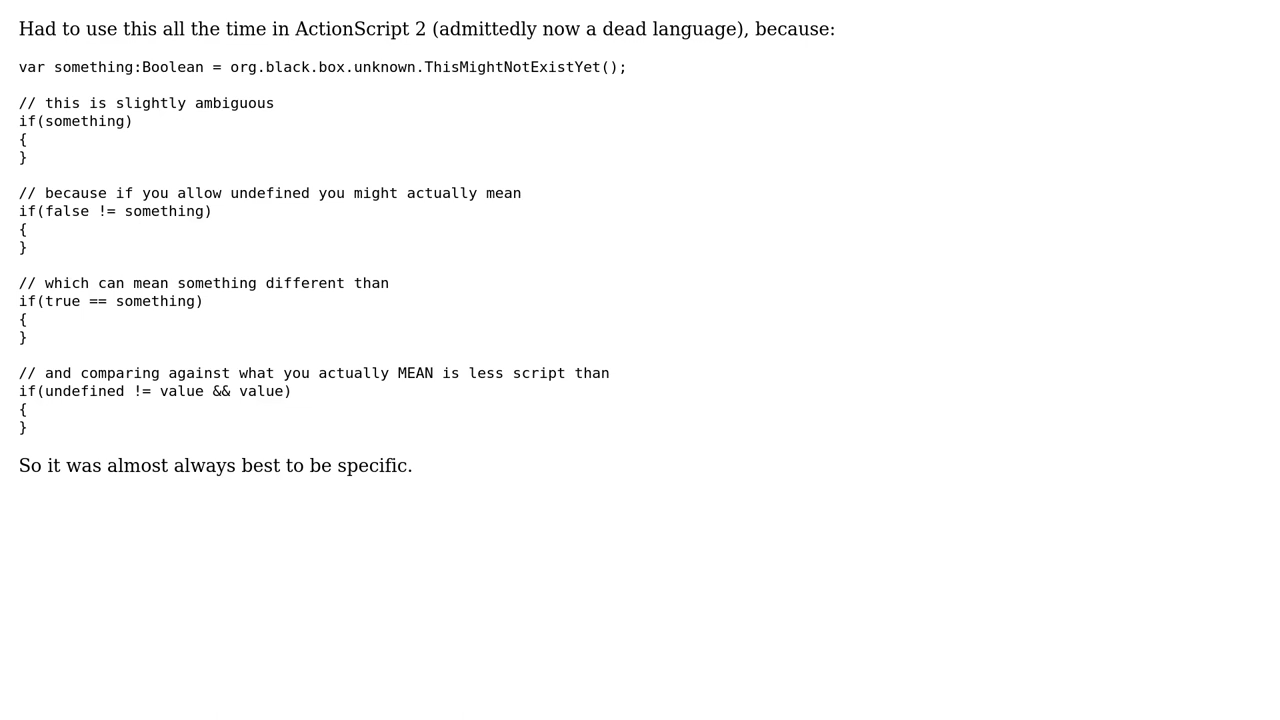 Had to use this all the time in ActionScript 2 (admittedly now a dead language), because:
var something:Boolean = org.black.box.unknown.ThisMightNotExistYet();
// this is slightly ambiguous
if(something)
{
}
// because if you allow undefined you might actually mean
if(false != something)
{
}
// which can mean something different than
if(true == something)
{
}
// and comparing against what you actually MEAN is less script than
if(undefined != value && value)
{
}
So it was almost always best to be specific.